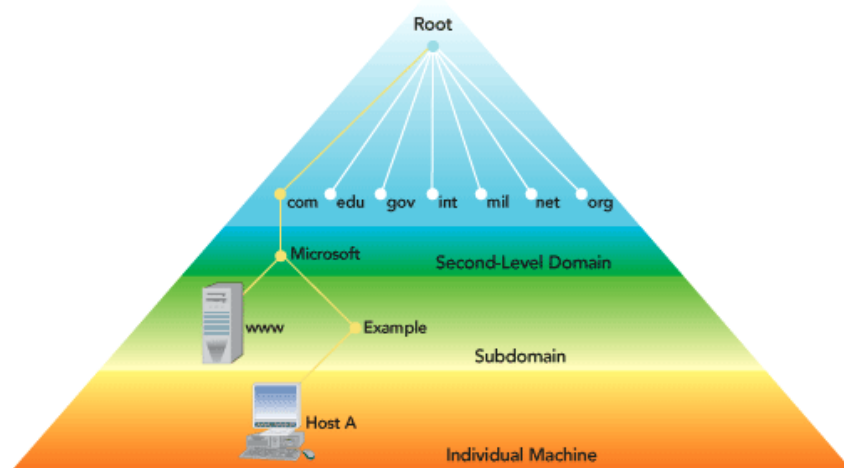 Root
com edu gov int mil net org
Microsoft
Second-Level Domain
www
Example
Subdomain
Host A
Individual Machine